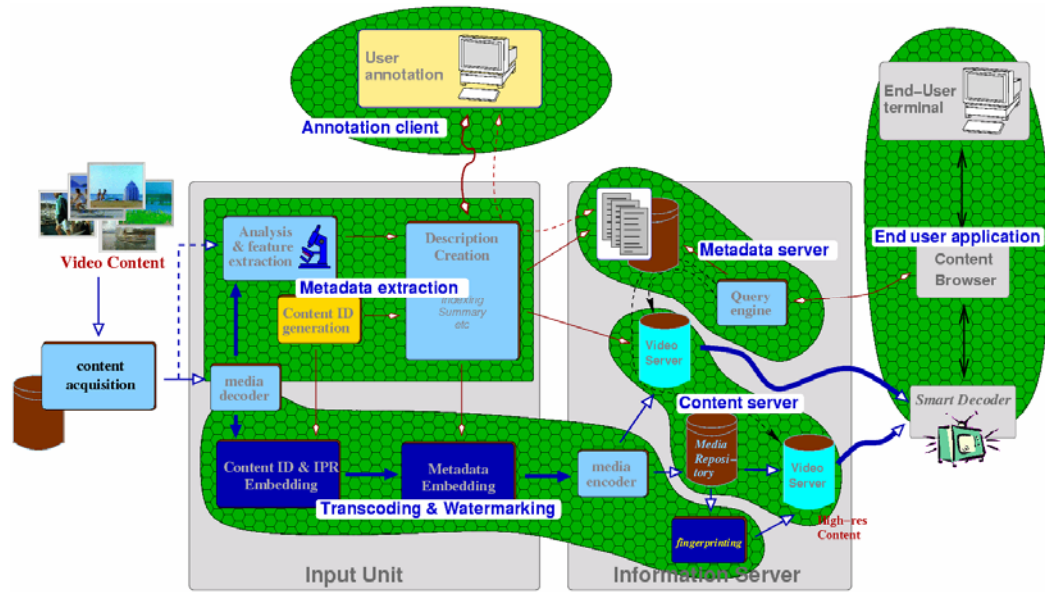 User
annotation
Annotation client
End-User
terminal
Video Content
content
acquisition
Analysis
& feature
extraction
Metadata extraction
Content ID
generation
Description
Creation
Indexing
Summary
etc
media
decoder
Content ID & IPR
Embedding
Metadata
Embedding
Transcoding & Watermarking
media
encoder
Input Unit
Metadata server
Query
engine
Video
Server
Content server
Media
Reposi-
tory
Video
Server
High-res
Content
fingerprinting
Information Server
End user application
Content
Browser
Smart Decoder